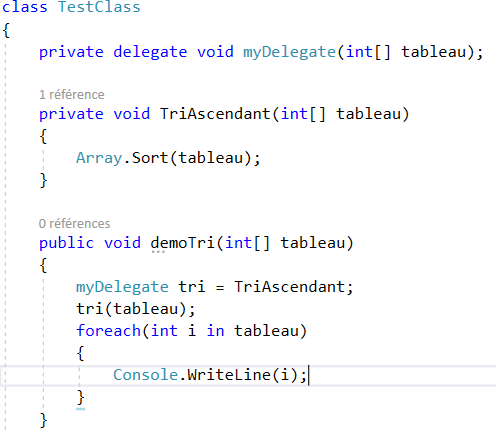 class TestClass
{
private delegate void myDelegate(int[] tableau);
1 référence
private void TriAscendant(int[] tableau)
{
Array.Sort(tableau);
}
0 références
public void demoTri(int[] tableau)
{
myDelegate tri = TriAscendant;
tri(tableau);
foreach(int i in tableau)
{
Console.WriteLine(i);
}
}